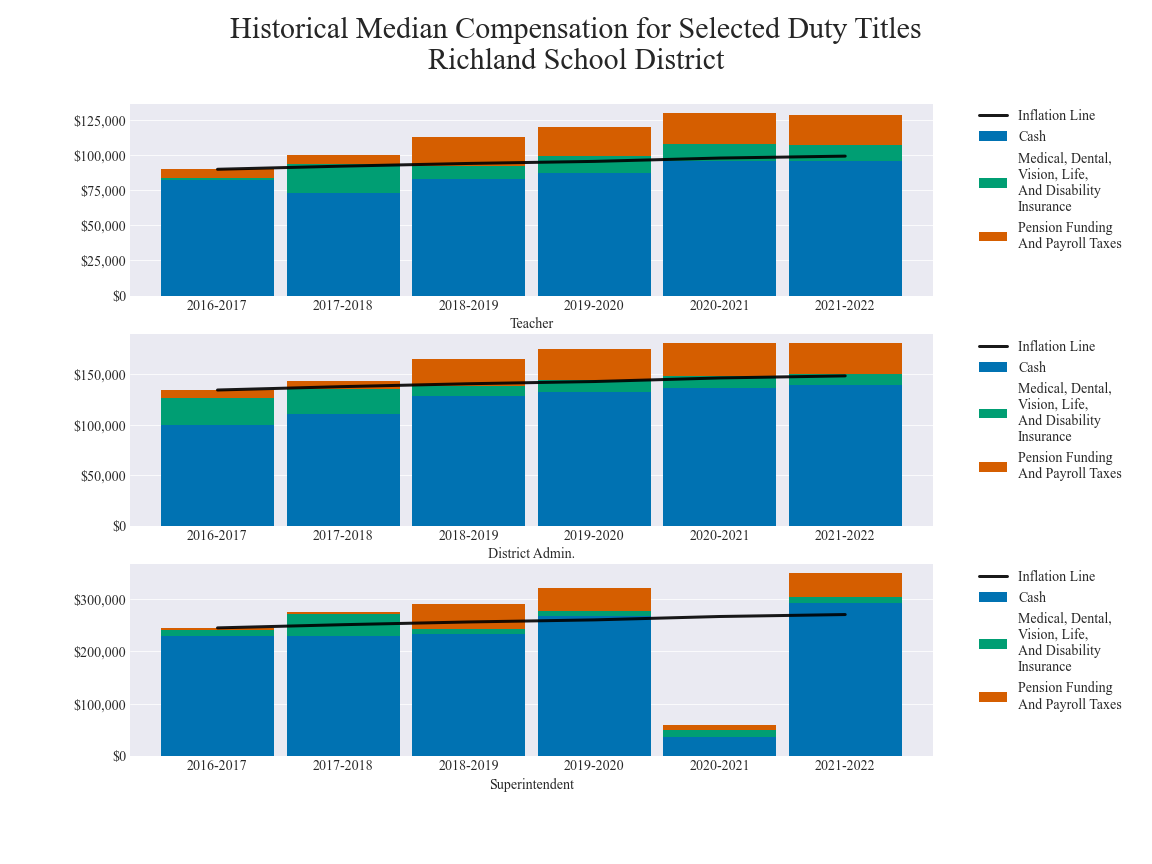 Historical Median Compensation for Selected Duty Titles
Richland School District
$125,000
$100,000
$75,000
$50,000
$25,000
$0
2016-2017 2017-2018 2018-2019 2019-2020 2020-2021 2021-2022
Teacher
Inflation Line
Cash
Medical, Dental,
Vision, Life,
And Disability
Insurance
Pension Funding
And Payroll Taxes
$150,000
$100,000
$50,000
$0
2016-2017 2017-2018 2018-2019 2019-2020 2020-2021 2021-2022
District Admin.
Inflation Line
Cash
Medical, Dental,
Vision, Life,
And Disability
Insurance
Pension Funding
And Payroll Taxes
$300,000
$200,000
$100,000
$0
2016-2017 2017-2018 2018-2019 2019-2020 2020-2021 2021-2022
Superintendent
Inflation Line
Cash
Medical, Dental,
Vision, Life,
And Disability
Insurance
Pension Funding
And Payroll Taxes